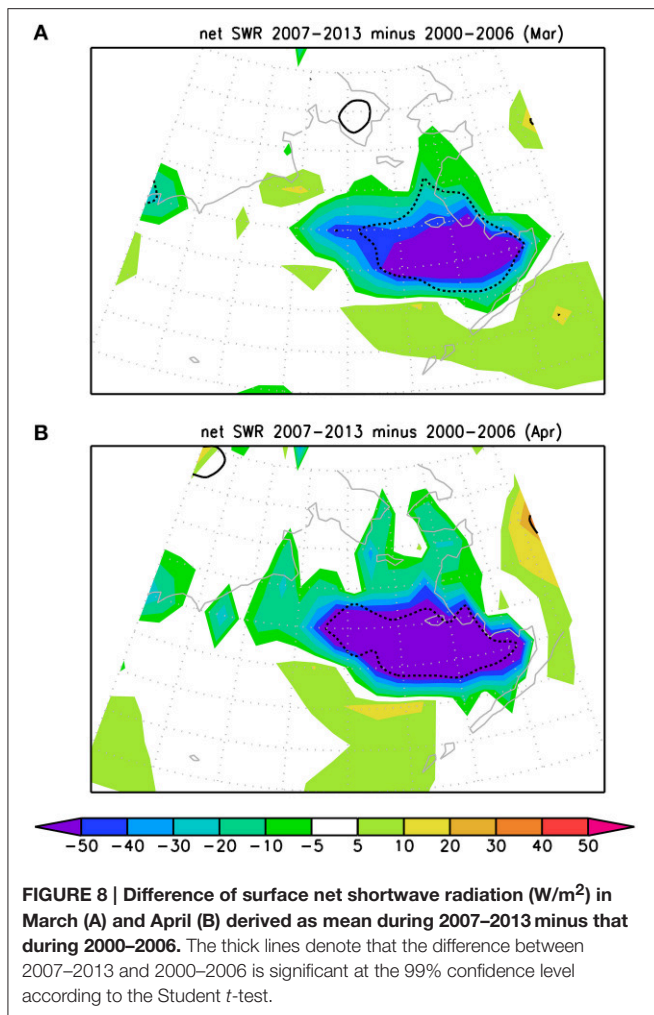 A
net SWR 2007−2013 minus 2000−2006 (Mar)
B
net SWR 2007−2013 minus 2000−2006 (Apr)
−50 −40 −30 −20 −10 −5 5 10 20 30 40 50
FIGURE 8 | Difference of surface net shortwave radiation (W/m²) in
March (A) and April (B) derived as mean during 2007–2013 minus that
during 2000–2006. The thick lines denote that the difference between
2007–2013 and 2000–2006 is significant at the 99% confidence level
according to the Student t-test.